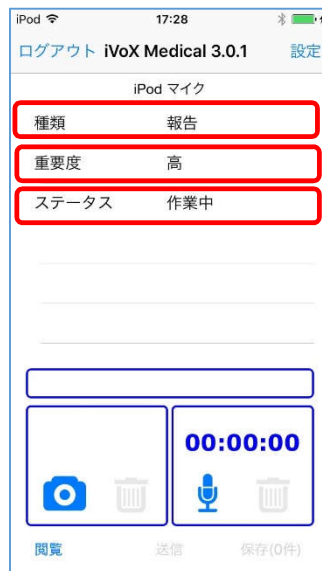 iPod 17:28
ログアウト iVoX Medical 3.0.1 設定
iPod マイク
種類 報告
重要度 高
ステータス 作業中
00:00:00
閲覧 送信 保存(0件)